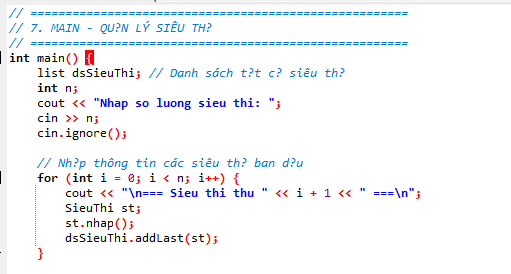 // ======================================================
// 7. MAIN - QU?N LÝ SIÊU TH?
// ======================================================
int main() {
list dsSieuThi; // Danh sách t?t c? siêu th?
int n;
cout << "Nhap so luong sieu thi: ";
cin >> n;
cin.ignore();
// Nh?p thông tin các siêu th? ban d?u
for (int i = 0; i < n; i++) {
cout << "\n=== Sieu thi thu " << i + 1 << " ===\n";
SieuThi st;
st.nhap();
dsSieuThi.addLast(st);
}